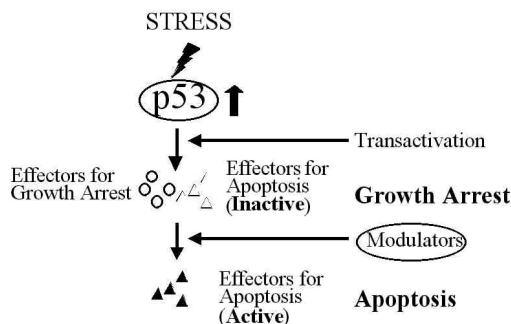 STRESS
p53
Transactivation
Effectors for
Growth Arrest
Effectors for
Apoptosis
(Inactive)
Growth Arrest
Modulators
Effectors for
Apoptosis
(Active)
Apoptosis